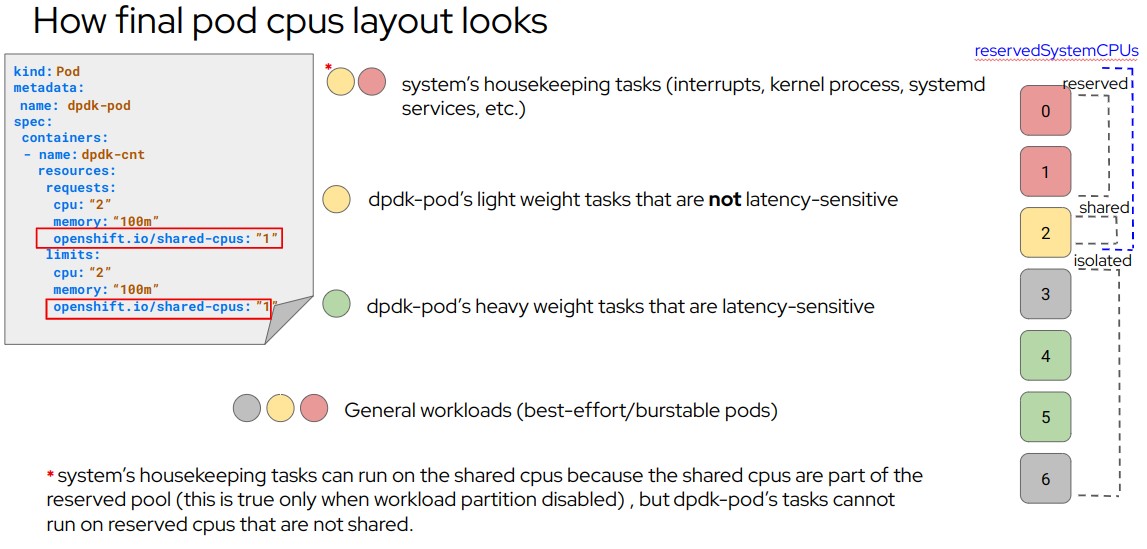 How final pod cpus layout looks
kind: Pod
metadata:
name: dpdk-pod
spec:
containers:
- name: dpdk-cnt
resources:
requests:
cpu: “2”
memory: “100m”
openshift.io/shared-cpus: “1”
limits:
cpu: “2”
memory: “100m”
openshift.io/shared-cpus: “1”
* system’s housekeeping tasks (interrupts, kernel process, systemd
services, etc.)
dpdk-pod’s light weight tasks that are not latency-sensitive
dpdk-pod’s heavy weight tasks that are latency-sensitive
General workloads (best-effort/burstable pods)
* system’s housekeeping tasks can run on the shared cpus because the shared cpus are part of the
reserved pool (this is true only when workload partition disabled) , but dpdk-pod’s tasks cannot
run on reserved cpus that are not shared.
reservedSystemCPUs
reserved
0
1
shared
2
isolated
3
4
5
6